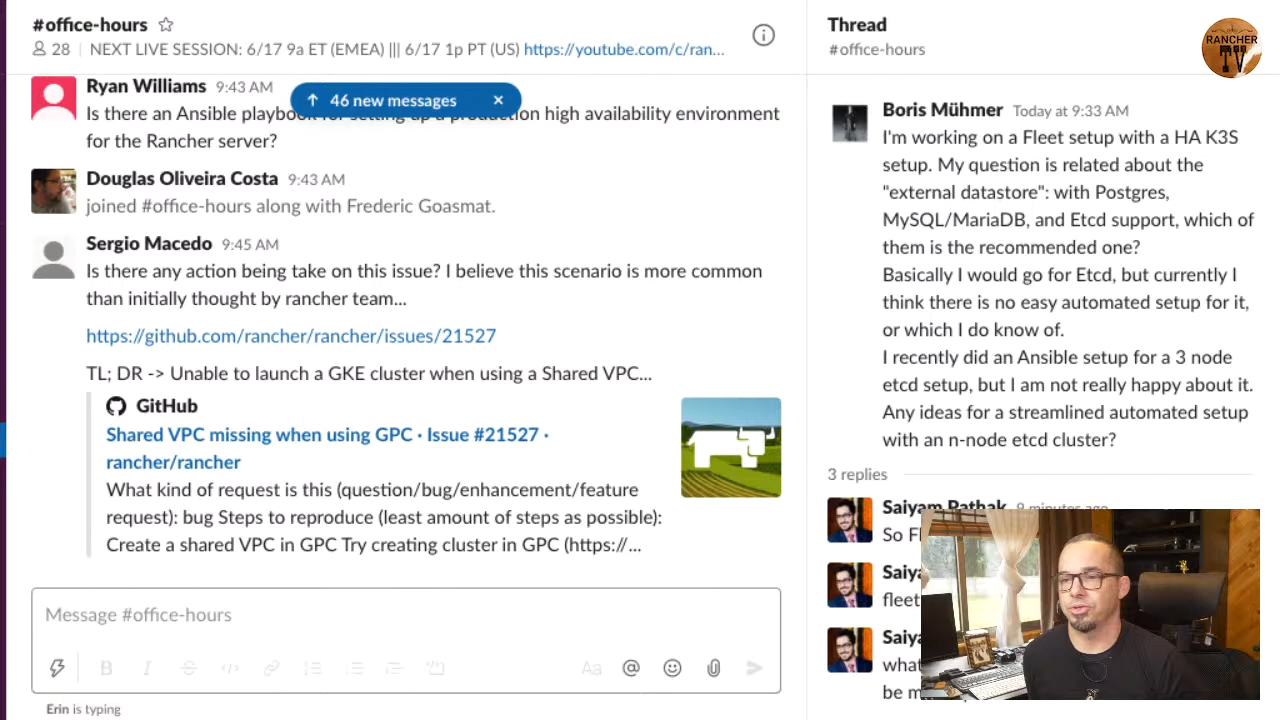 #office-hours
28 | NEXT LIVE SESSION: 6/17 9a ET (EMEA) ||| 6/17 1p PT (US) https://youtube.com/c/ran...
Ryan Williams 9:43 AM
46 new messages
Is there an Ansible playbook for setting up a production high availability environment
for the Rancher server?
Douglas Oliveira Costa 9:43 AM
joined #office-hours along with Frederic Goasmat.
Sergio Macedo 9:45 AM
Is there any action being take on this issue? I believe this scenario is more common
than initially thought by rancher team...
https://github.com/rancher/rancher/issues/21527
TL; DR -> Unable to launch a GKE cluster when using a Shared VPC...
GitHub
Shared VPC missing when using GPC · Issue #21527 ·
rancher/rancher
What kind of request is this (question/bug/enhancement/feature
request): bug Steps to reproduce (least amount of steps as possible):
Create a shared VPC in GPC Try creating cluster in GPC (https://...
Message #office-hours
Aa
Erin is typing
Thread
#office-hours
RANCHER
TV
Boris Mühmer Today at 9:33 AM
I'm working on a Fleet setup with a HA K3S
setup. My question is related about the
"external datastore": with Postgres,
MySQL/MariaDB, and Etcd support, which of
them is the recommended one?
Basically I would go for Etcd, but currently I
think there is no easy automated setup for it,
or which I do know of.
I recently did an Ansible setup for a 3 node
etcd setup, but I am not really happy about it.
Any ideas for a streamlined automated setup
with an n-node etcd cluster?
3 replies
Saiyam Pathak 9 minutes ago
So
fleet